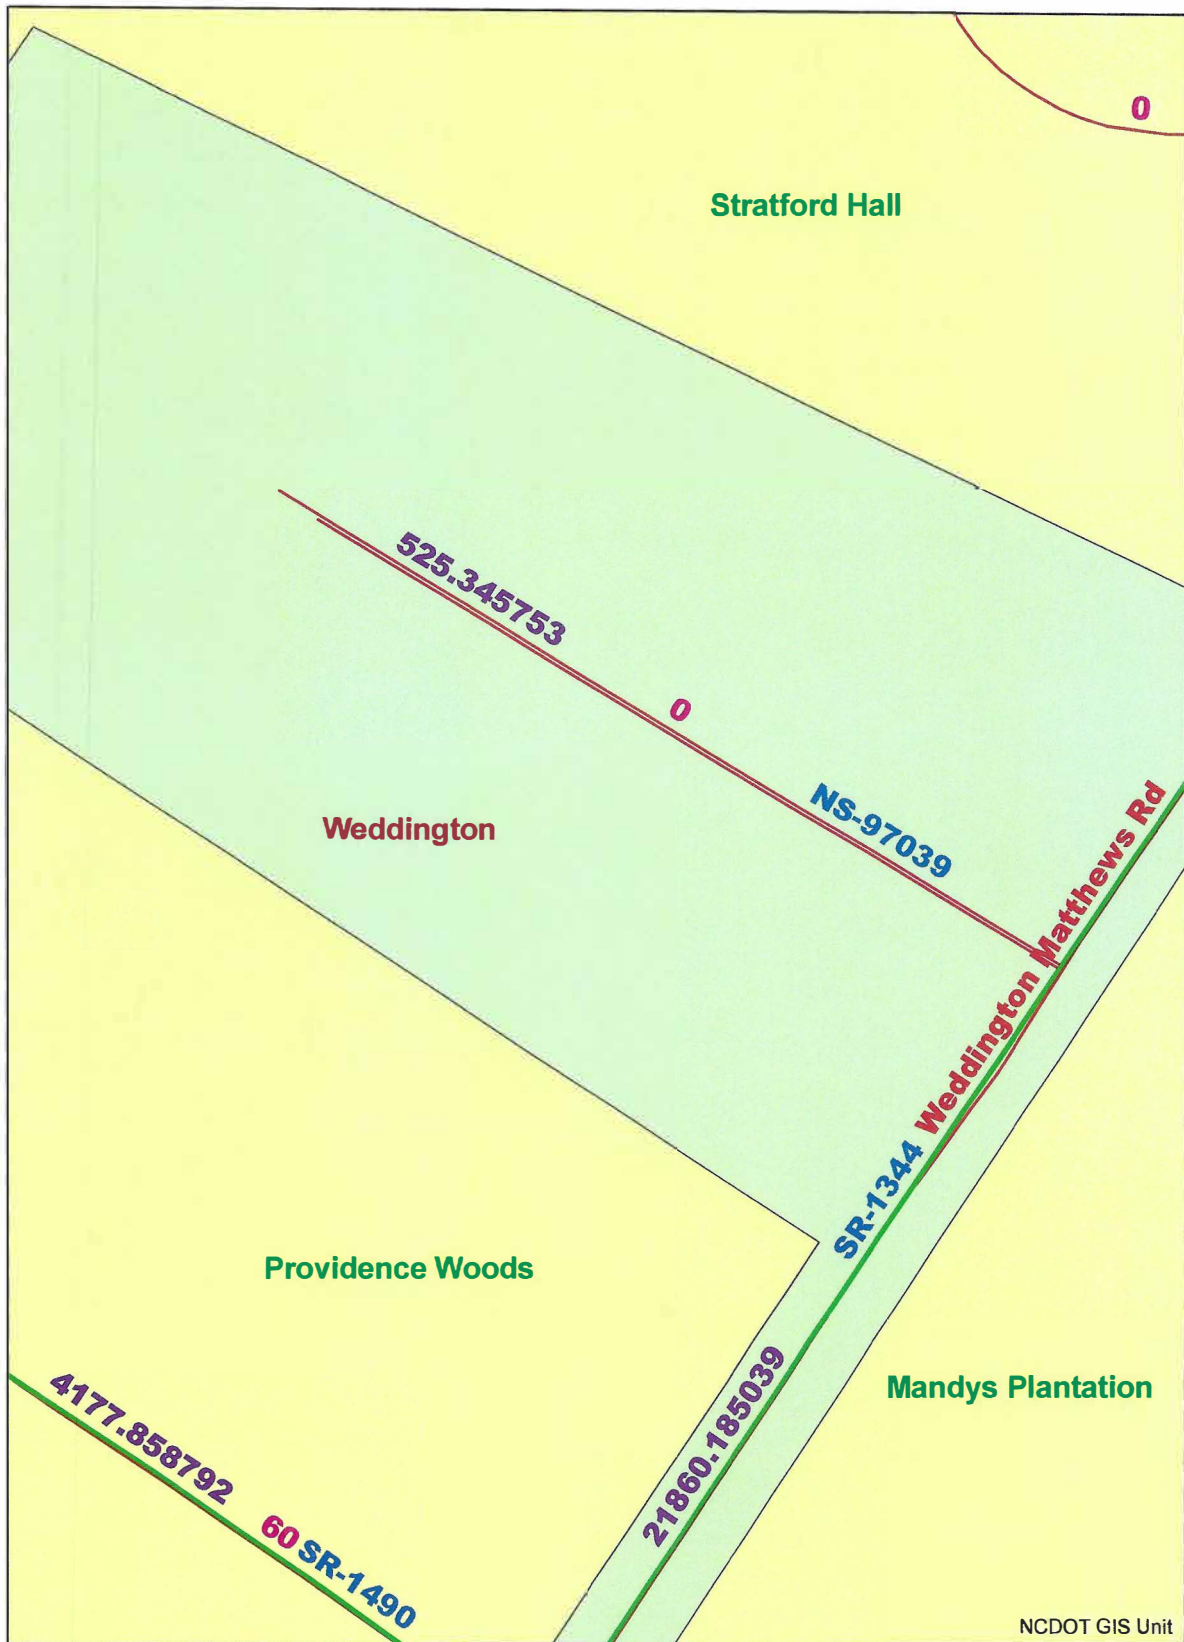 0
Stratford Hall
525.345753
0
NS-97039
Weddington
SR-1344 Weddington Matthews Rd
Providence Woods
21860.185039
Mandys Plantation
4177.858792
60 SR-1490
NCDOT GIS Unit